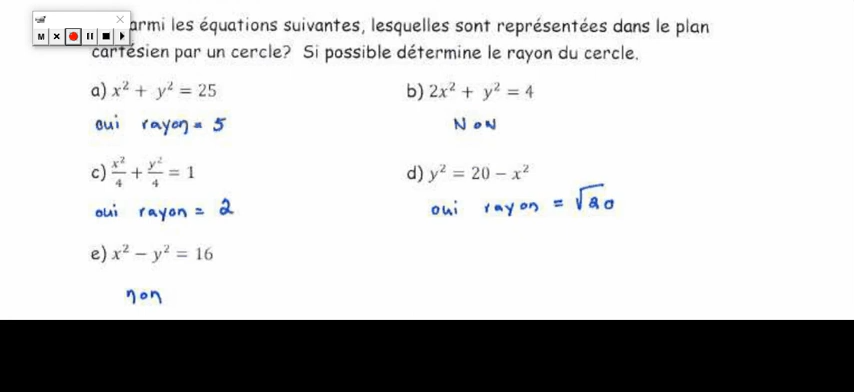 armi les équations suivantes, lesquelles sont représentées dans le plan
cartésien par un cercle? Si possible détermine le rayon du cercle.
a) x² + y² = 25
b) 2x² + y² = 4
oui rayon = 5
NON
c) x²/4 + y²/4 = 1
d) y² = 20 − x²
oui rayon = 2
oui rayon = √20
e) x² − y² = 16
non